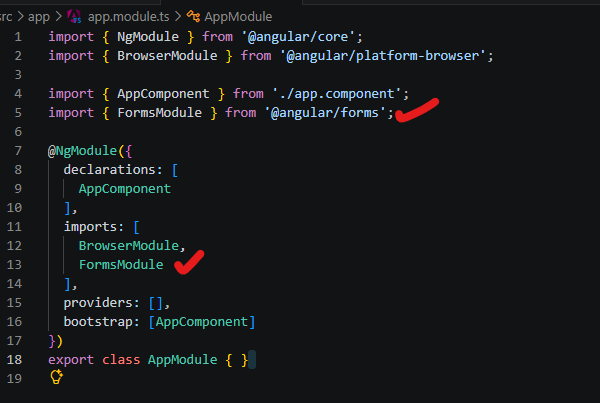 src > app > app.module.ts > AppModule
1 import { NgModule } from '@angular/core';
2 import { BrowserModule } from '@angular/platform-browser';
3
4 import { AppComponent } from './app.component';
5 import { FormsModule } from '@angular/forms';
6
7 @NgModule({
8   declarations: [
9     AppComponent
10   ],
11   imports: [
12     BrowserModule,
13     FormsModule
14   ],
15   providers: [],
16   bootstrap: [AppComponent]
17 })
18 export class AppModule { }
19